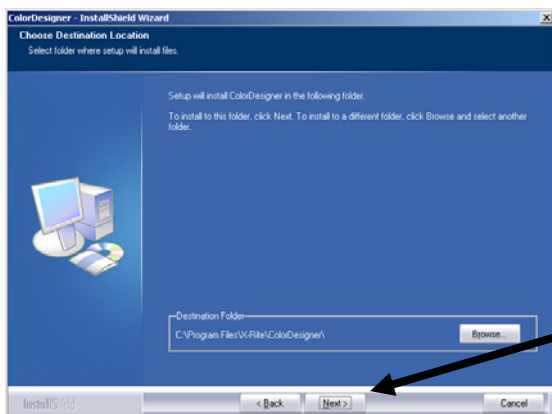 ColorDesigner - InstallShield Wizard
Choose Destination Location
Select folder where setup will install files.
Setup will install ColorDesigner in the following folder.
To install to this folder, click Next. To install to a different folder, click Browse and select another
folder.
Destination Folder
C:\Program Files\X-Rite\ColorDesigner\
Browse...
InstallShield
< Back
Next >
Cancel